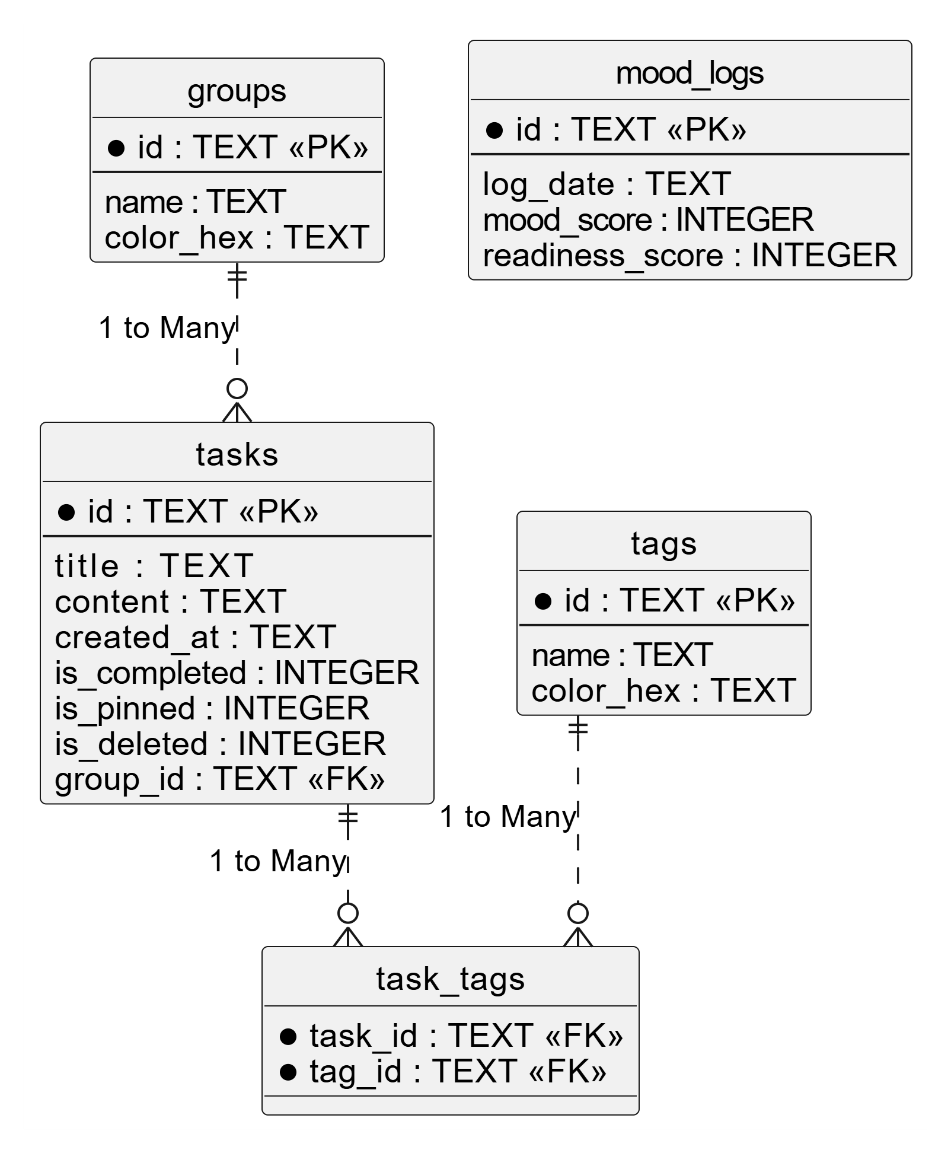 groups
id : TEXT «PK»
name : TEXT
color_hex : TEXT
mood_logs
id : TEXT «PK»
log_date : TEXT
mood_score : INTEGER
readiness_score : INTEGER
1 to Many
tasks
id : TEXT «PK»
title : TEXT
content : TEXT
created_at : TEXT
is_completed : INTEGER
is_pinned : INTEGER
is_deleted : INTEGER
group_id : TEXT «FK»
tags
id : TEXT «PK»
name : TEXT
color_hex : TEXT
1 to Many
1 to Many
task_tags
task_id : TEXT «FK»
tag_id : TEXT «FK»